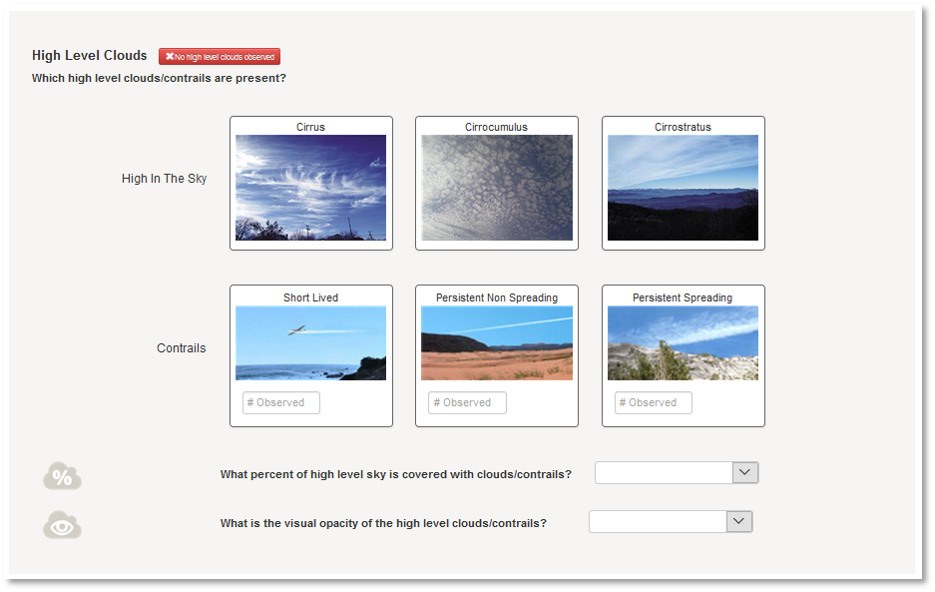 High Level Clouds
✖No high level clouds observed
Which high level clouds/contrails are present?
High In The Sky
Cirrus
Cirrocumulus
Cirrostratus
Contrails
Short Lived
# Observed
Persistent Non Spreading
# Observed
Persistent Spreading
# Observed
%
What percent of high level sky is covered with clouds/contrails?
What is the visual opacity of the high level clouds/contrails?